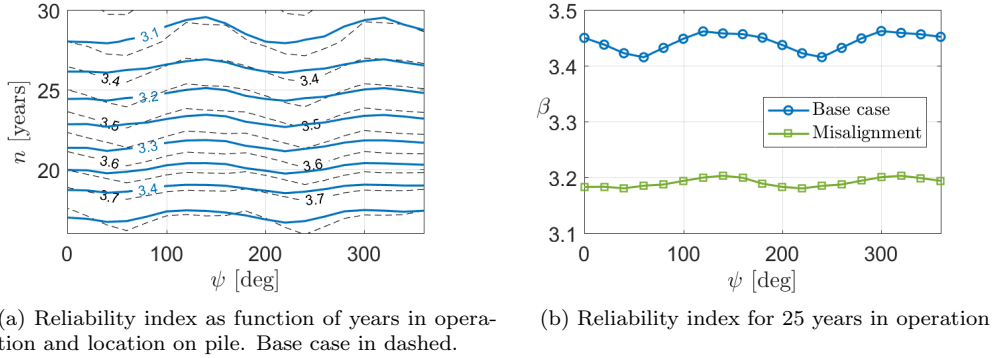 30
25
20
n [years]
3.1
3.4
3.4
3.2
3.5
3.5
3.3
3.6
3.6
3.4
3.7
3.7
0 100 200 300
ψ [deg]
3.5
3.4
3.3
3.2
3.1
β
Base case
Misalignment
0 100 200 300
ψ [deg]
(a) Reliability index as function of years in opera-
tion and location on pile. Base case in dashed.
(b) Reliability index for 25 years in operation